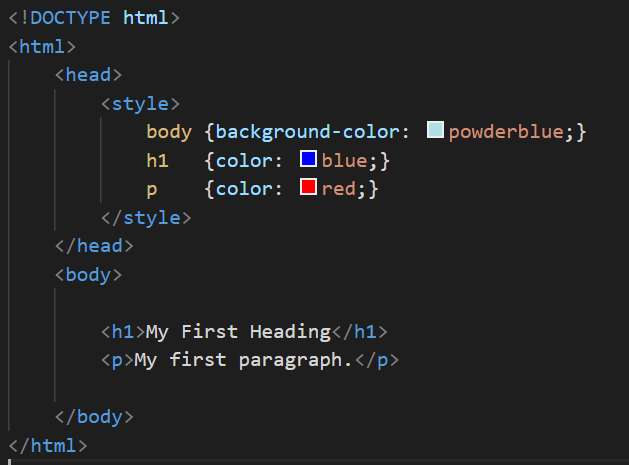 <!DOCTYPE html>
<html>
    <head>
        <style>
            body {background-color: powderblue;}
            h1   {color: blue;}
            p    {color: red;}
        </style>
    </head>
    <body>

        <h1>My First Heading</h1>
        <p>My first paragraph.</p>

    </body>
</html>